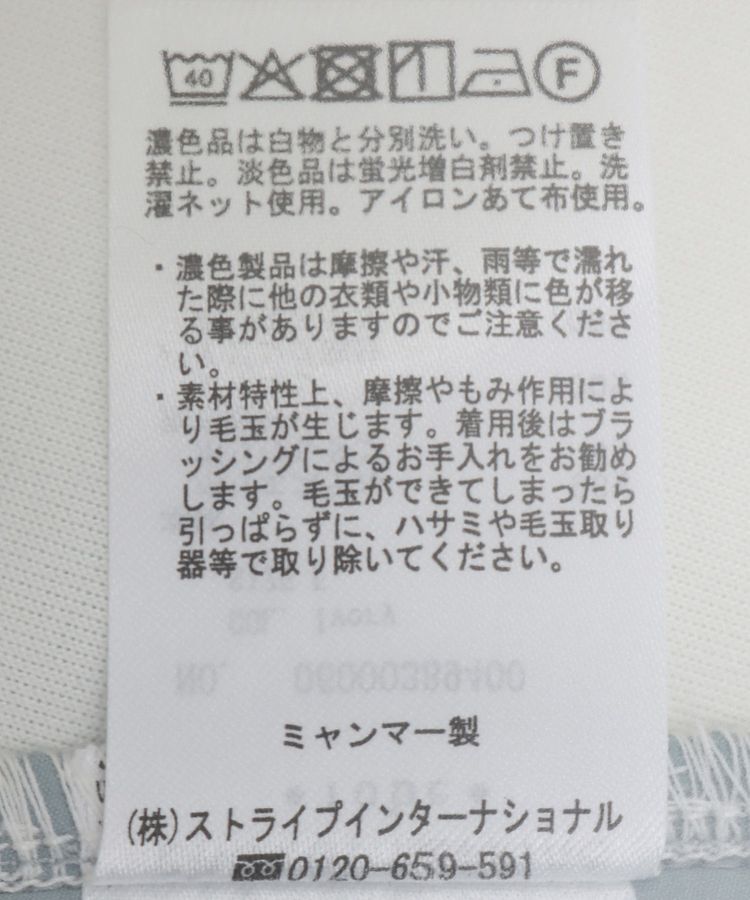 40
F
濃色品は白物と分別洗い。つけ置き
禁止。淡色品は蛍光増白剤禁止。洗
濯ネット使用。アイロンあて布使用。
・濃色製品は摩擦や汗、雨等で濡れ
た際に他の衣類や小物類に色が移
る事がありますのでご注意くださ
い。
・素材特性上、摩擦やもみ作用によ
り毛玉が生じます。着用後はブラ
ッシングによるお手入れをお勧め
します。毛玉ができてしまったら
引っぱらずに、ハサミや毛玉取り
器等で取り除いてください。
ミャンマー製
(株)ストライプインターナショナル
0120-659-591